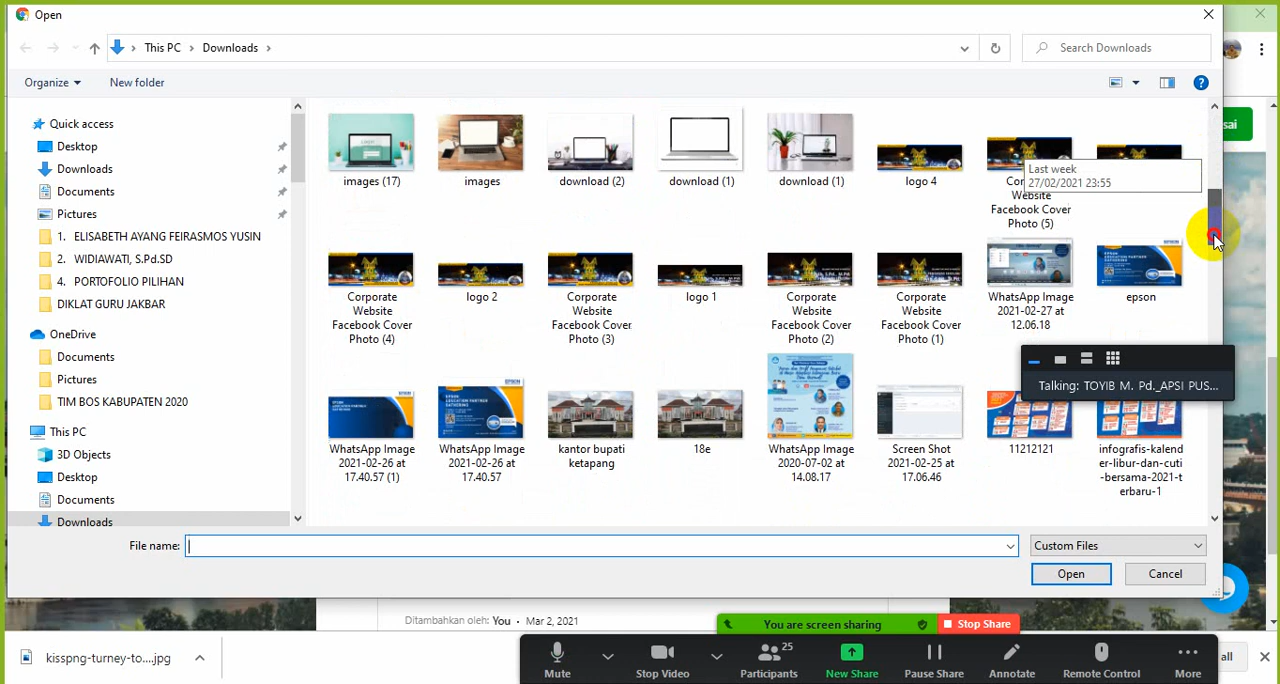 Open
This PC > Downloads >
Search Downloads
Organize
New folder
Quick access
Desktop
Downloads
Documents
Pictures
1. ELISABETH AYANG FEIRASMOS YUSIN
2. WIDIAWATI, S.Pd.SD
4. PORTOFOLIO PILIHAN
DIKLAT GURU JAKBAR
OneDrive
Documents
Pictures
TIM BOS KABUPATEN 2020
This PC
3D Objects
Desktop
Documents
Downloads
images (17)
images
download (2)
download (1)
download (1)
logo 4
Website
Facebook Cover
Photo (5)
Last week
27/02/2021 23:55
Corporate
Website
Facebook Cover
Photo (4)
logo 2
Corporate
Website
Facebook Cover
Photo (3)
logo 1
Corporate
Website
Facebook Cover
Photo (2)
Corporate
Website
Facebook Cover
Photo (1)
WhatsApp Image
2021-02-27 at
12.06.18
epson
Talking: TOYIB M. Pd._APSI PUS...
WhatsApp Image
2021-02-26 at
17.40.57 (1)
WhatsApp Image
2021-02-26 at
17.40.57
kantor bupati
ketapang
18e
WhatsApp Image
2020-07-02 at
14.08.17
Screen Shot
2021-02-25 at
17.06.46
11212121
infografis-kalen
der-libur-dan-cuti
-bersama-2021-t
erbaru-1
File name:
Custom Files
Open
Cancel
sai
Ditambahkan oleh: You • Mar 2, 2021
You are screen sharing
Stop Share
kisspng-turney-to....jpg
Mute
Stop Video
25
Participants
New Share
Pause Share
Annotate
Remote Control
More
all